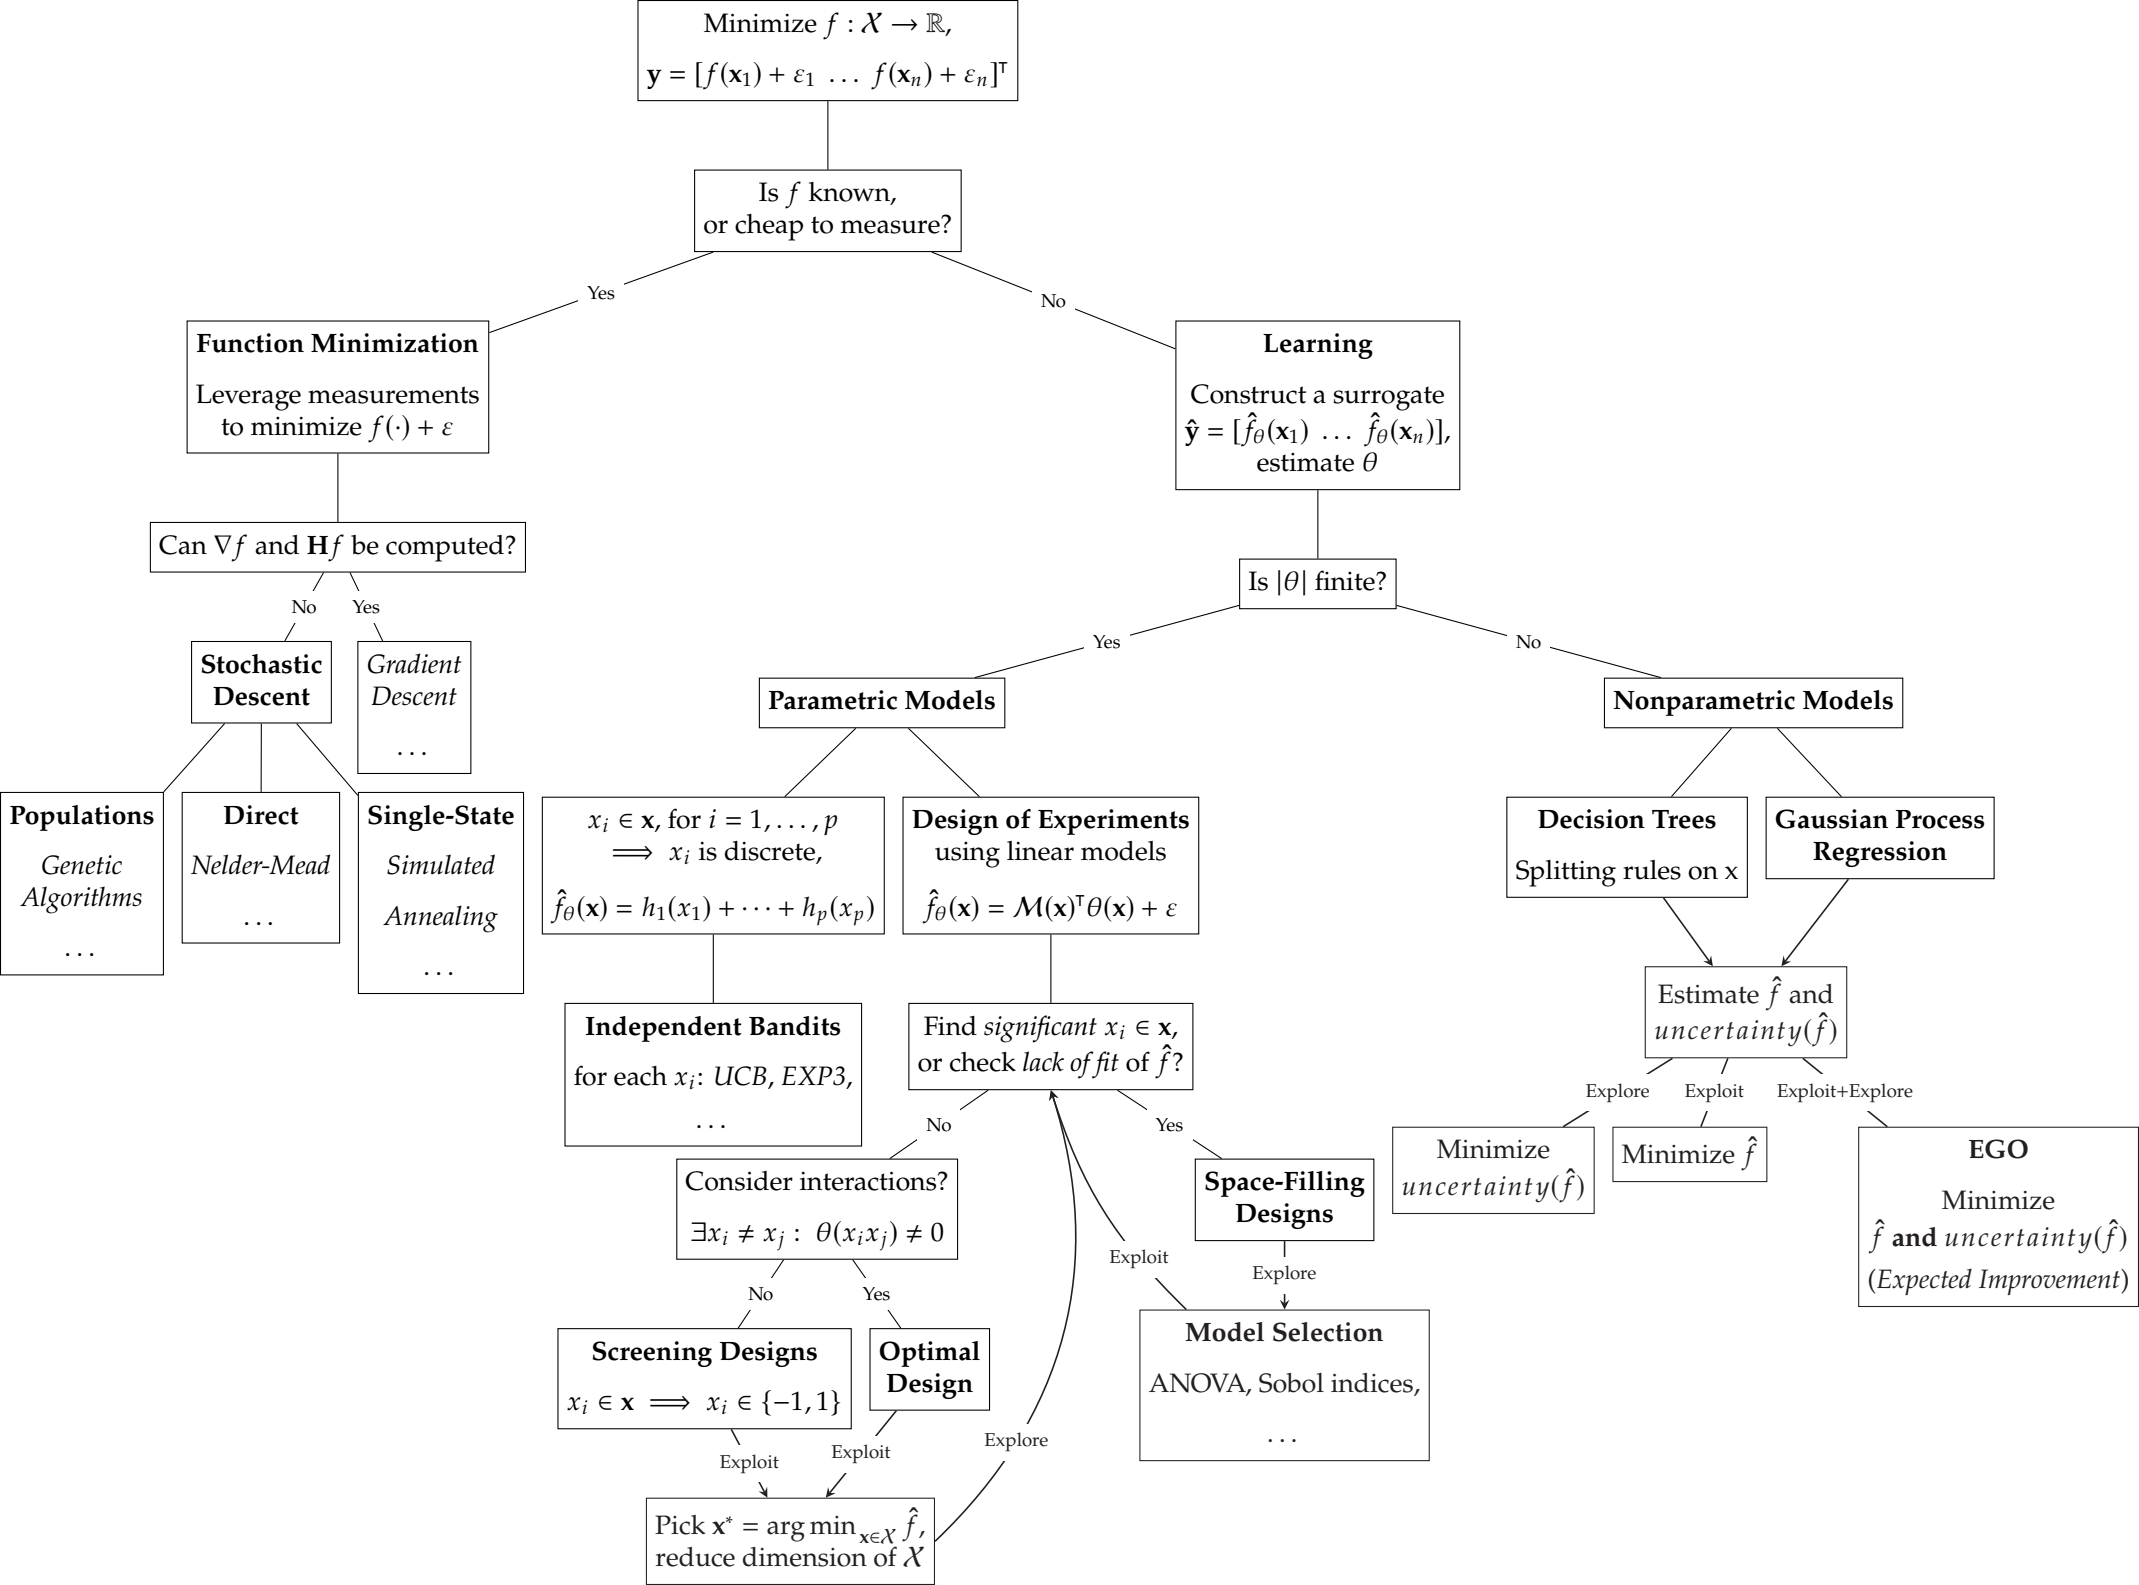 Minimize f : 𝒳 → ℝ,
y = [f(x₁) + ε₁ … f(xₙ) + εₙ]ᵀ
Is f known,
or cheap to measure?
Yes
No
Function Minimization
Leverage measurements
to minimize f(·) + ε
Learning
Construct a surrogate
ŷ = [f̂_θ(x₁) … f̂_θ(xₙ)],
estimate θ
Can ∇f and Hf be computed?
No
Yes
Is |θ| finite?
Yes
No
Stochastic
Descent
Gradient
Descent
…
Parametric Models
Nonparametric Models
Populations
Genetic
Algorithms
…
Direct
Nelder-Mead
…
Single-State
Simulated
Annealing
…
xᵢ ∈ x, for i = 1, …, p
⟹ xᵢ is discrete,
f̂_θ(x) = h₁(x₁) + ⋯ + hₚ(xₚ)
Design of Experiments
using linear models
f̂_θ(x) = ℳ(x)ᵀθ(x) + ε
Decision Trees
Splitting rules on x
Gaussian Process
Regression
Independent Bandits
for each xᵢ: UCB, EXP3,
…
Find significant xᵢ ∈ x,
or check lack of fit of f̂?
Estimate f̂ and
uncertainty(f̂)
Explore
Exploit
Exploit+Explore
Minimize
uncertainty(f̂)
Minimize f̂
EGO
Minimize
f̂ and uncertainty(f̂)
(Expected Improvement)
No
Yes
Consider interactions?
∃xᵢ ≠ xⱼ : θ(xᵢxⱼ) ≠ 0
Space-Filling
Designs
Exploit
Explore
No
Yes
Screening Designs
xᵢ ∈ x ⟹ xᵢ ∈ {−1, 1}
Optimal
Design
Model Selection
ANOVA, Sobol indices,
…
Exploit
Exploit
Explore
Pick x* = arg min_{x∈𝒳} f̂,
reduce dimension of 𝒳